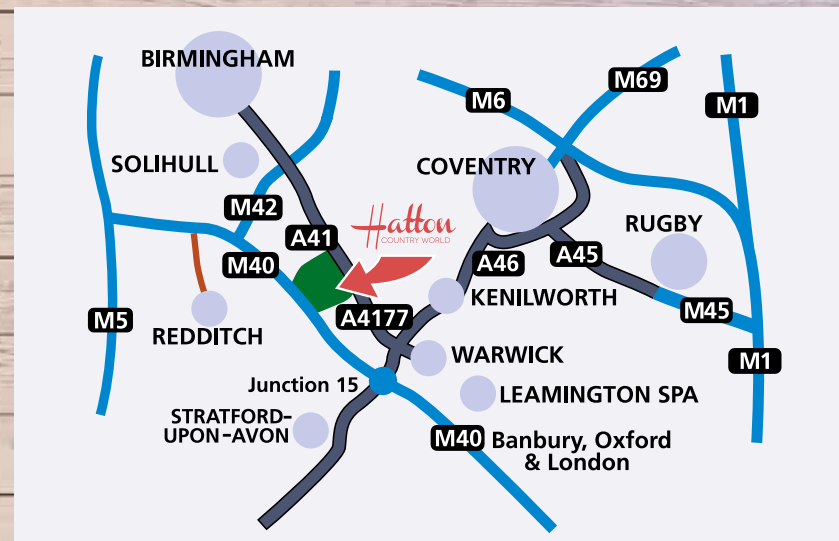 BIRMINGHAM
M69
M6
M1
SOLIHULL
COVENTRY
M42
Hatton
COUNTRY WORLD
RUGBY
A41
M40
A46
A45
KENILWORTH
M5
REDDITCH
A4177
M45
WARWICK
M1
Junction 15
LEAMINGTON SPA
STRATFORD-
UPON-AVON
M40
Banbury, Oxford
& London